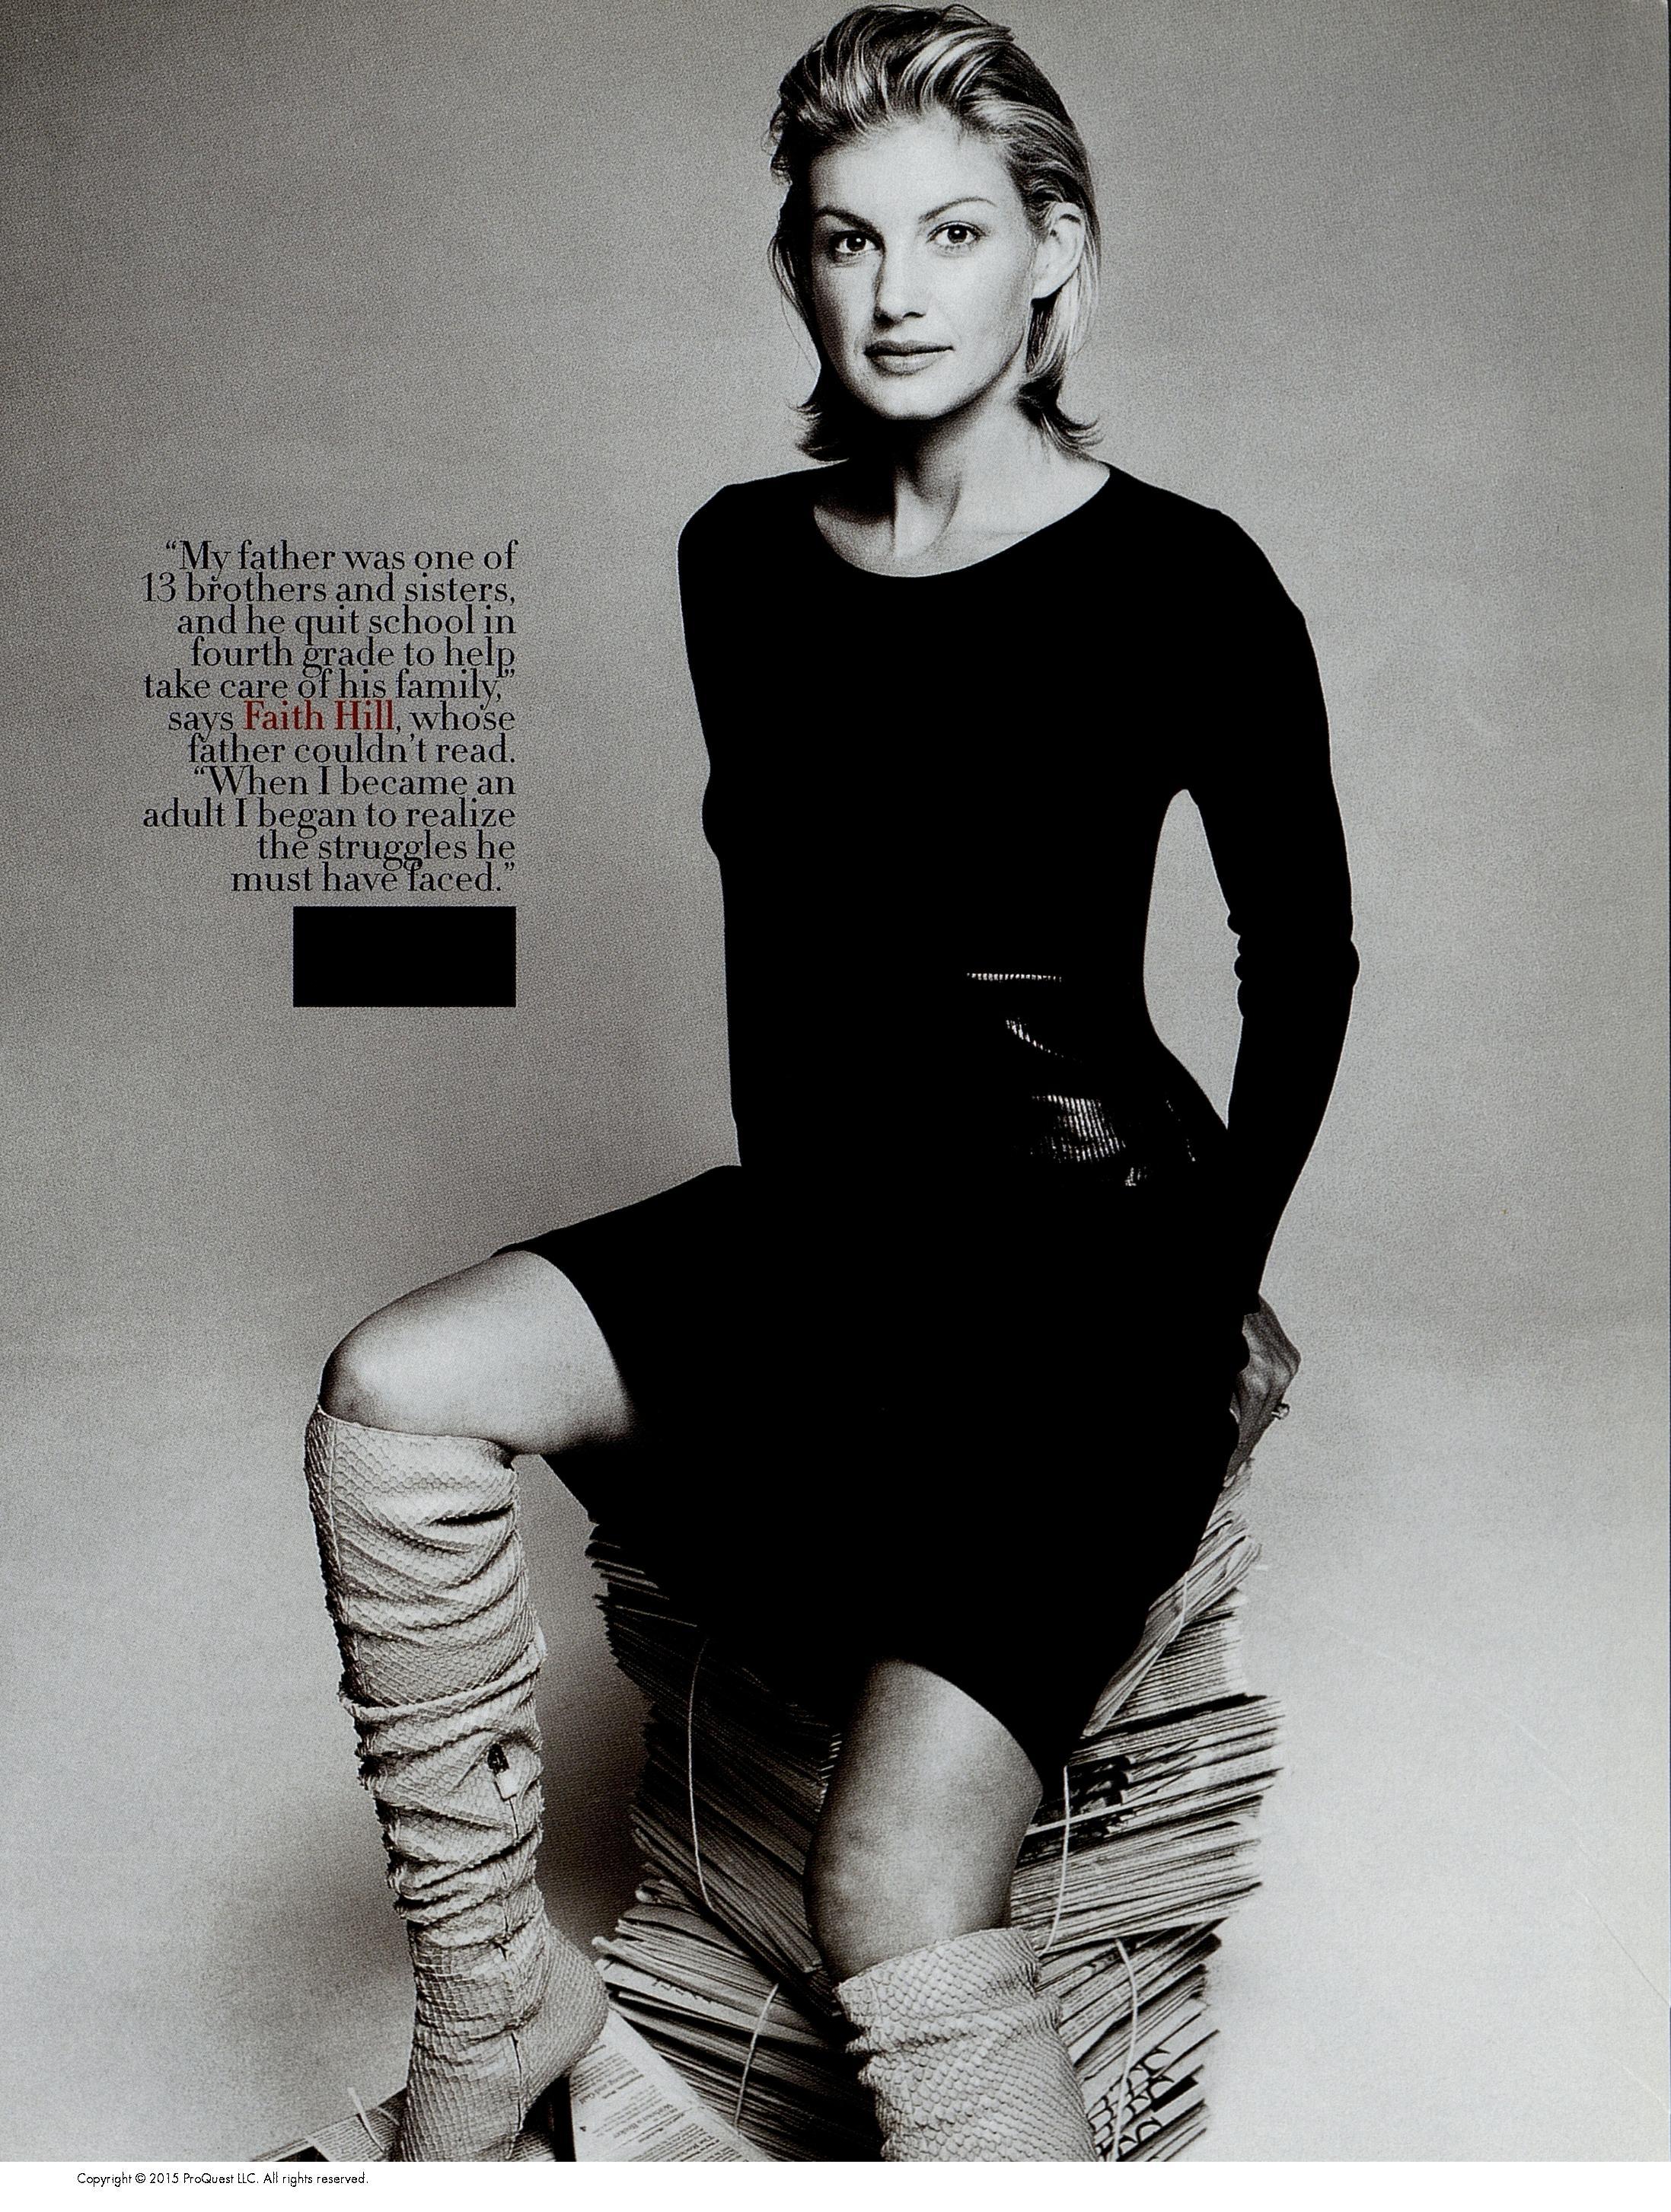 “My father was one of
13 brothers and sisters,
and he quit school in
fourth grade to help
take care of his family,”
says Faith Hill, whose
father couldn’t read.
“When I became an
adult I began to realize
the struggles he
must have faced.”
Copyright © 2015 ProQuest LLC. All rights reserved.